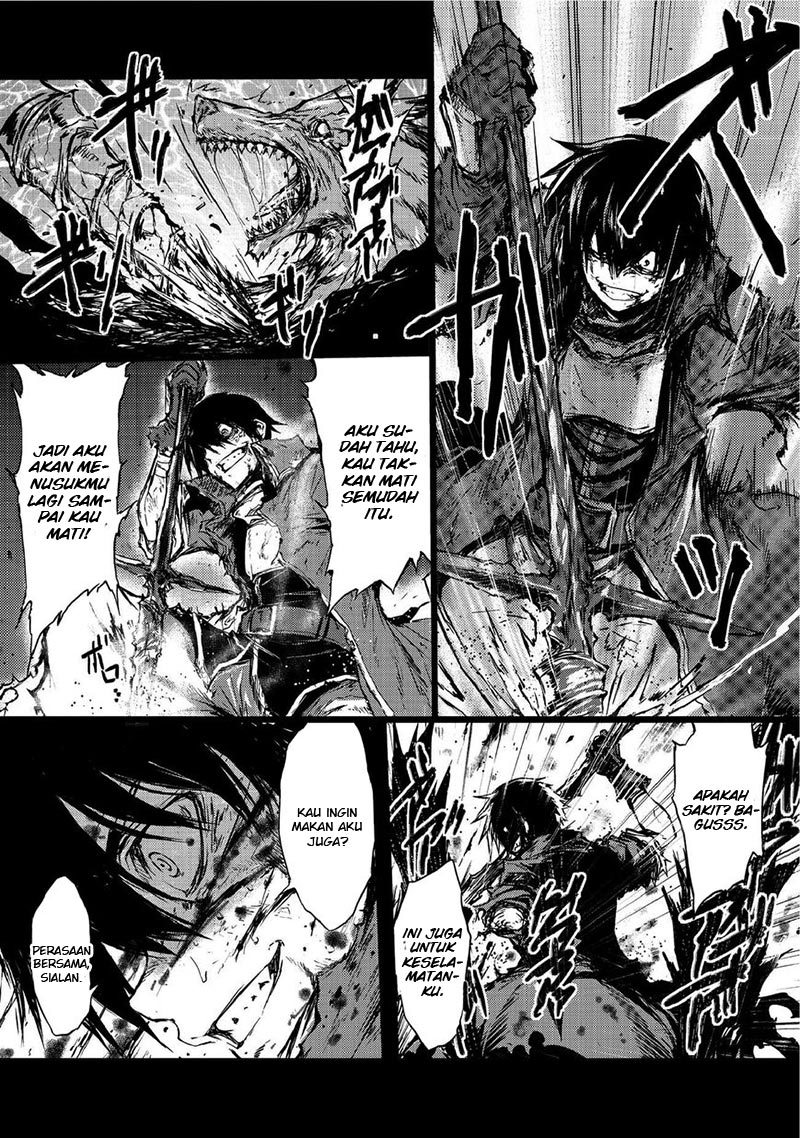 AKU SU-
DAH TAHU,
KAU TAK-
KAN MATI
SEMUDAH
ITU.
JADI AKU
AKAN ME-
NUSUKMU
LAGI SAM-
PAI KAU
MATI!
APAKAH
SAKIT? BA-
GUSSS.
INI JUGA
UNTUK
KESELA-
MATAN-
KU.
KAU INGIN
MAKAN AKU
JUGA?
PERASAAN
BERSAMA,
SIALAN.